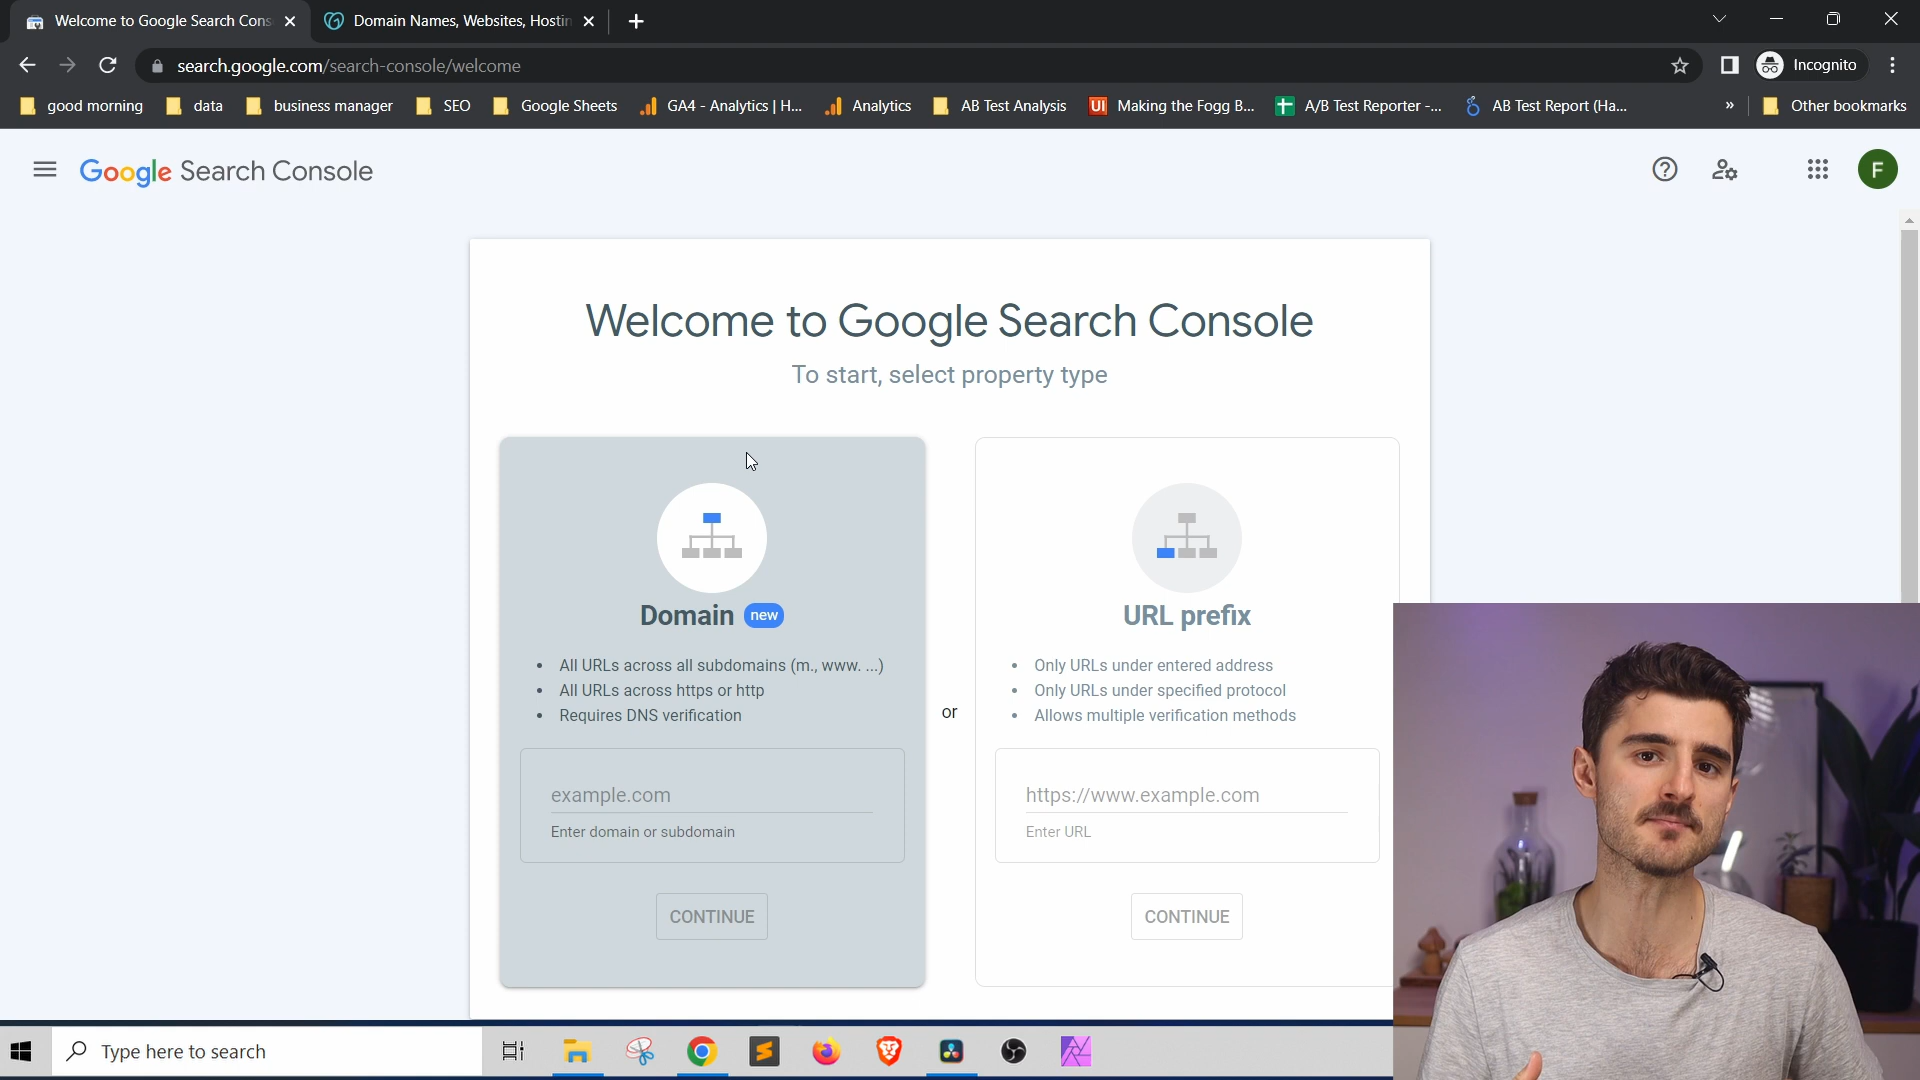 Welcome to Google Search Cons
Domain Names, Websites, Hostin
search.google.com/search-console/welcome
Incognito
good morning
data
business manager
SEO
Google Sheets
GA4 - Analytics | H...
Analytics
AB Test Analysis
UI
Making the Fogg B...
A/B Test Reporter -...
AB Test Report (Ha...
»
Other bookmarks
Google Search Console
F
Welcome to Google Search Console
To start, select property type
Domain new
• All URLs across all subdomains (m., www. ...)
• All URLs across https or http
• Requires DNS verification
example.com
Enter domain or subdomain
CONTINUE
or
URL prefix
• Only URLs under entered address
• Only URLs under specified protocol
• Allows multiple verification methods
https://www.example.com
Enter URL
CONTINUE
Type here to search